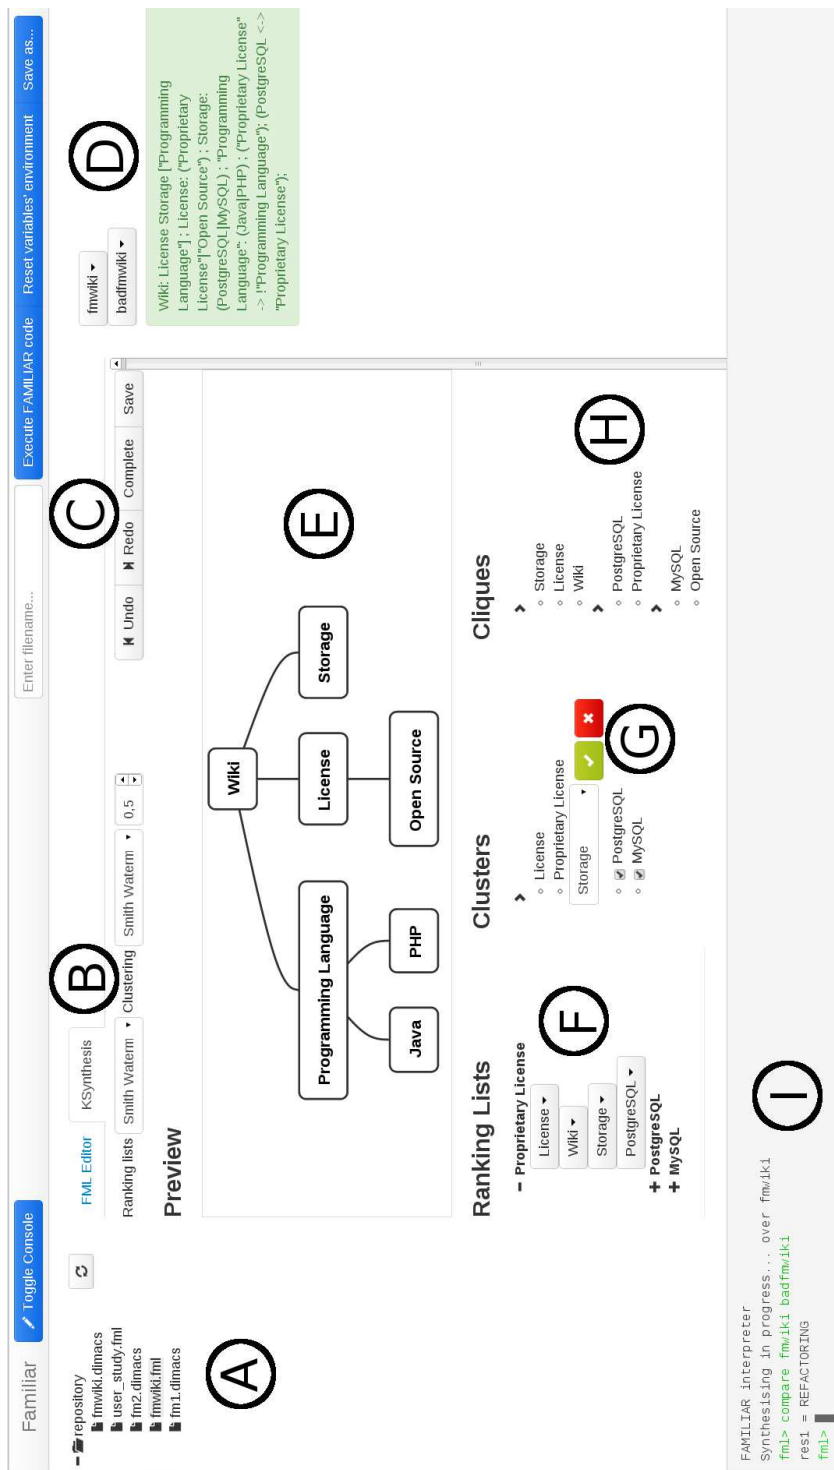 Familiar
Toggle Console
Enter filename...
Execute FAMILIAR code
Reset variables' environment
Save as...
repository
fmwiki.dimacs
user_study.fml
fm2.dimacs
fmwiki.fml
fm1.dimacs
A
FML Editor
KSynthesis
B
C
Ranking lists
Smith Waterm
Clustering
Smith Waterm
0,5
Undo
Redo
Complete
Save
Preview
Wiki
Programming Language
License
Storage
Java
PHP
Open Source
E
Ranking Lists
Proprietary License
License
Wiki
Storage
PostgreSQL
PostgreSQL
MySQL
F
Clusters
License
Proprietary License
Storage
PostgreSQL
MySQL
G
Cliques
Storage
License
Wiki
PostgreSQL
Proprietary License
MySQL
Open Source
H
fmwiki
badfmwiki
D
Wiki: License Storage ["Programming
Language"] ; License: ("Proprietary
License"|"Open Source") ; Storage:
(PostgreSQL|MySQL) ; "Programming
Language": (Java|PHP) ; ("Proprietary License"
-> !"Programming Language"); (PostgreSQL <->
"Proprietary License");
FAMILIAR interpreter
Synthesising in progress... over fmwiki
fml> compare fmwiki badfmwiki
res1 = REFACTORING
fml>
I